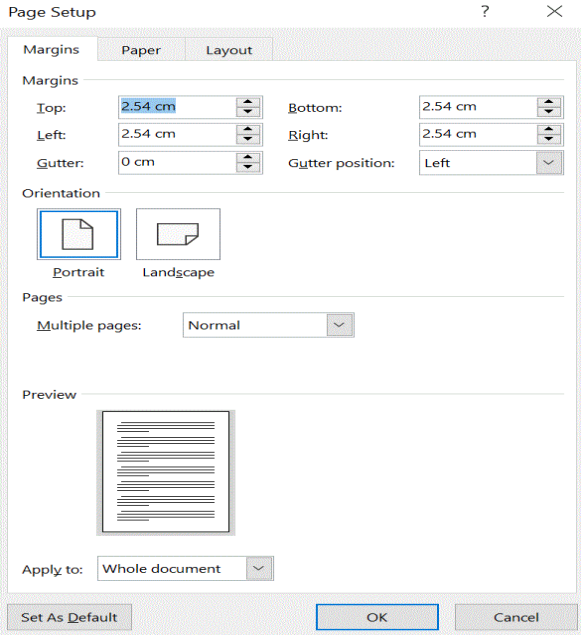 Page Setup ?
Margins Paper Layout
Margins
Top: 2.54 cm Bottom: 2.54 cm
Left: 2.54 cm Right: 2.54 cm
Gutter: 0 cm Gutter position: Left
Orientation
Portrait Landscape
Pages
Multiple pages: Normal
Preview
Apply to: Whole document
Set As Default OK Cancel